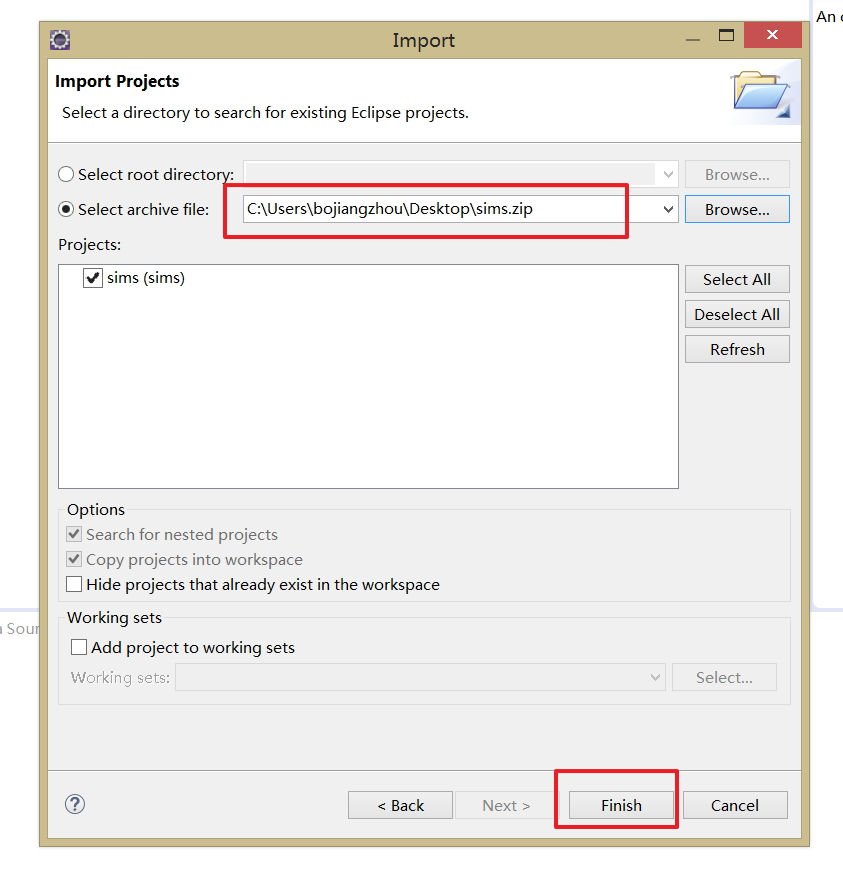 An
Import
Import Projects
Select a directory to search for existing Eclipse projects.
Select root directory: Browse...
Select archive file: C:\Users\bojiangzhou\Desktop\sims.zip Browse...
Projects:
sims (sims)
Select All
Deselect All
Refresh
Options
Search for nested projects
Copy projects into workspace
Hide projects that already exist in the workspace
Working sets
Add project to working sets
Working sets: Select...
? < Back Next > Finish Cancel